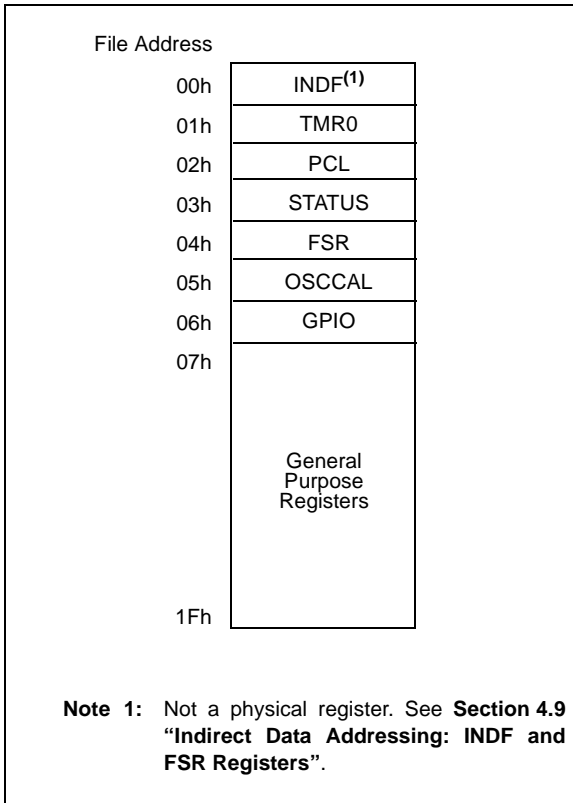 File Address
00h INDF(1)
01h TMR0
02h PCL
03h STATUS
04h FSR
05h OSCCAL
06h GPIO
07h
General
Purpose
Registers
1Fh
Note 1: Not a physical register. See Section 4.9
“Indirect Data Addressing: INDF and
FSR Registers”.